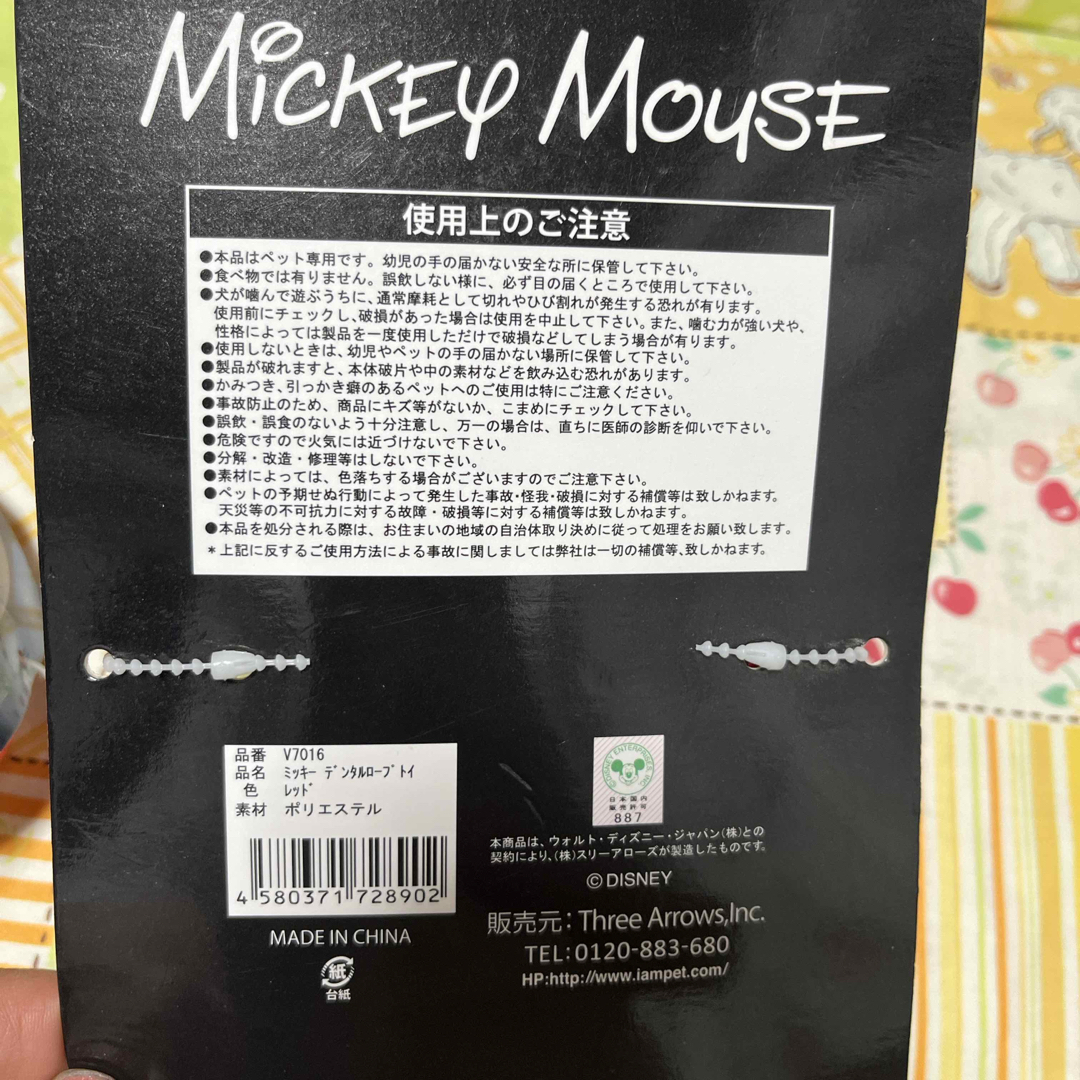 MICKEY MOUSE
使用上のご注意
●本品はペット専用です。幼児の手の届かない安全な所に保管して下さい。
●食べ物では有りません。誤飲しない様に、必ず目の届くところで使用して下さい。
●犬が噛んで遊ぶうちに、通常摩耗として切れやひび割れが発生する恐れが有ります。
使用前にチェックし、破損があった場合は使用を中止して下さい。また、噛む力が強い犬や、
性格によっては製品を一度使用しただけで破損などしてしまう場合が有ります。
●使用しないときは、幼児やペットの手の届かない場所に保管して下さい。
●製品が破れますと、本体破片や中の素材などを飲み込む恐れがあります。
●かみつき、引っかき癖のあるペットへのご使用は特にご注意ください。
●事故防止のため、商品にキズ等がないか、こまめにチェックして下さい。
●誤飲・誤食のないよう十分注意し、万一の場合は、直ちに医師の診断を仰いで下さい。
●危険ですので火気には近づけないで下さい。
●分解・改造・修理等はしないで下さい。
●素材によっては、色落ちする場合がございますのでご注意下さい。
●ペットの予期せぬ行動によって発生した事故・怪我・破損に対する補償等は致しかねます。
天災等の不可抗力に対する故障・破損等に対する補償等は致しかねます。
●本品を処分される際は、お住まいの地域の自治体取り決めに従って処理をお願い致します。
*上記に反するご使用方法による事故に関しましては弊社は一切の補償等、致しかねます。
品番 V7016
品名 ﾐｯｷｰ ﾃﾞﾝﾀﾙﾛｰﾌﾟﾄｲ
色 ﾚｯﾄﾞ
素材 ポリエステル
4 580371 728902
MADE IN CHINA
紙
台紙
©DISNEY ENTERPRISES, INC.
日本国内
販売許可
887
本商品は、ウォルト・ディズニー・ジャパン(株)との
契約により、(株)スリーアローズが製造したものです。
©DISNEY
販売元：Three Arrows,Inc.
TEL:0120-883-680
HP:http://www.iampet.com/